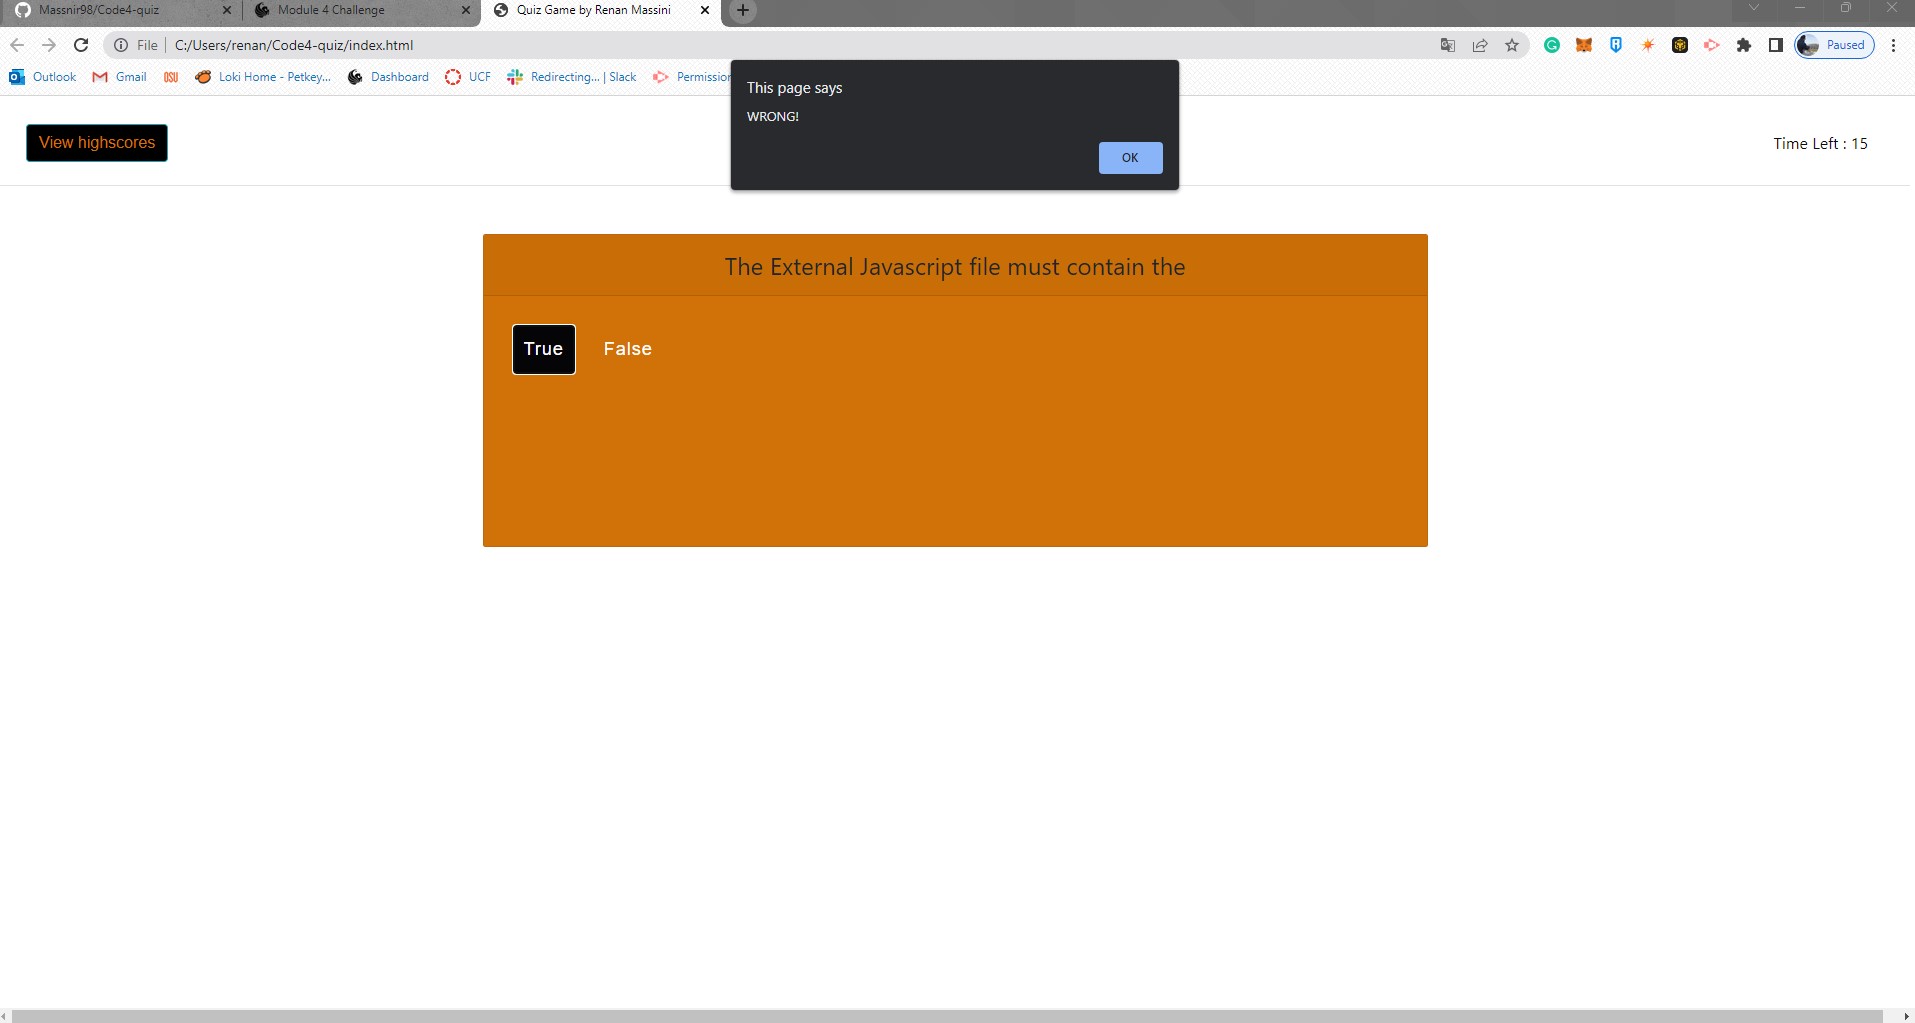 Massnir98/Code4-quiz
Module 4 Challenge
Quiz Game by Renan Massini
File
C:/Users/renan/Code4-quiz/index.html
Paused
Outlook
Gmail
OSU
Loki Home - Petkey...
Dashboard
UCF
Redirecting... | Slack
Permission
This page says
WRONG!
OK
View highscores
Time Left : 15
The External Javascript file must contain the
True
False